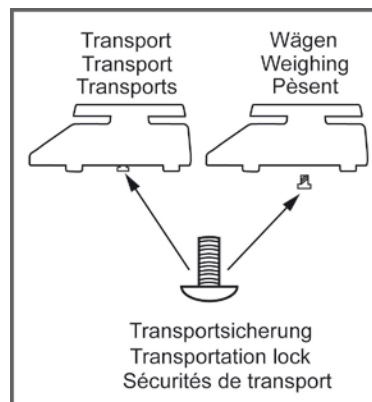 Transport
Transport
Transports
Wägen
Weighing
Pèsent
Transportsicherung
Transportation lock
Sécurités de transport